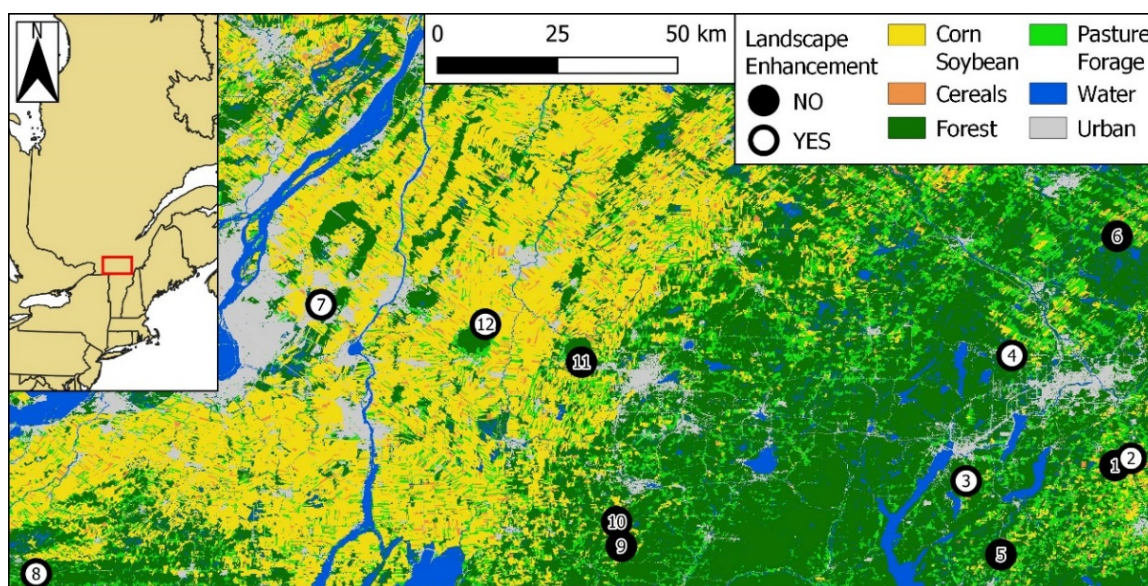 N
0 25 50 km
Landscape
Enhancement
NO
YES
Corn
Soybean
Cereals
Forest
Pasture
Forage
Water
Urban
6
7
12
4
11
2
1
3
10
9
5
8